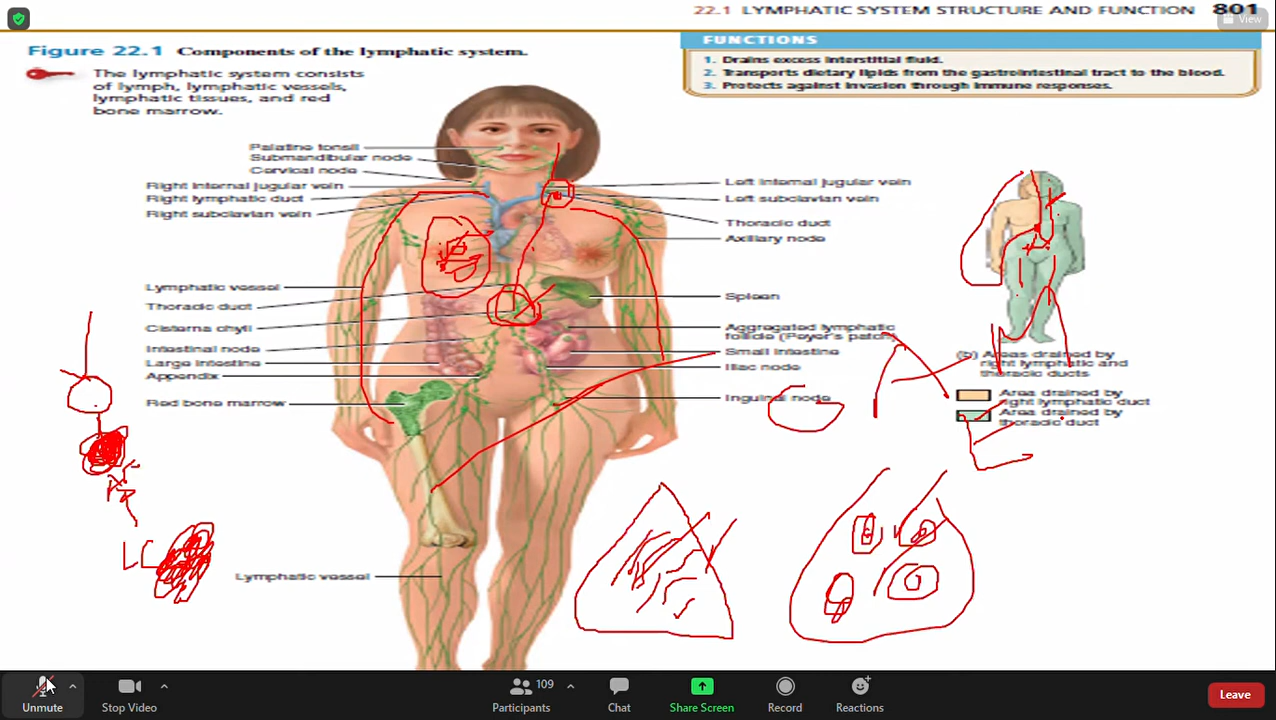 22.1 LYMPHATIC SYSTEM STRUCTURE AND FUNCTION 801
View
Figure 22.1 Components of the lymphatic system.
The lymphatic system consists
of lymph, lymphatic vessels,
lymphatic tissues, and red
bone marrow.
FUNCTIONS
1. Drains excess interstitial fluid.
2. Transports dietary lipids from the gastrointestinal tract to the blood.
3. Protects against invasion through immune responses.
Palatine tonsil
Submandibular node
Cervical node
Right internal jugular vein
Right lymphatic duct
Right subclavian vein
Lymphatic vessel
Thoracic duct
Cisterna chyli
Intestinal node
Large intestine
Appendix
Red bone marrow
Lymphatic vessel
Left internal jugular vein
Left subclavian vein
Thoracic duct
Axillary node
Spleen
Aggregated lymphatic
follicle (Peyer's patch)
Small intestine
Iliac node
Inguinal node
(b) Areas drained by
right lymphatic and
thoracic ducts
Area drained by
right lymphatic duct
Area drained by
thoracic duct
Unmute
Stop Video
109
Participants
Chat
Share Screen
Record
Reactions
Leave